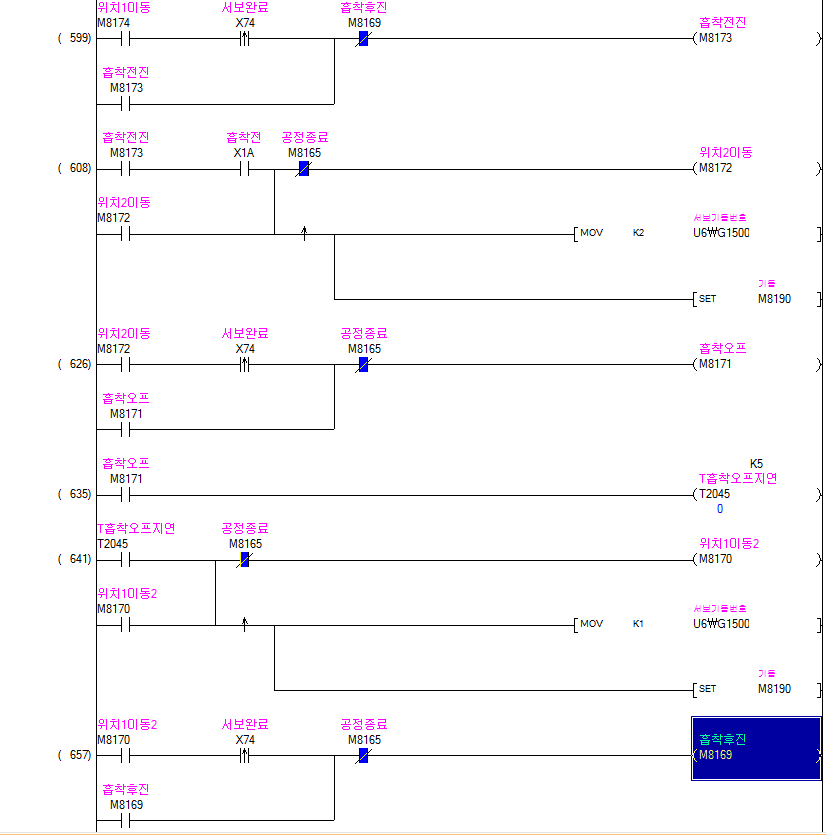 위치1이동 서보완료 흡착후진 흡착전진
M8174 X74 M8169
( 599) ( M8173 )
흡착전진
M8173
흡착전진 흡착전 공정종료 위치2이동
M8173 X1A M8165
( 608) ( M8172 )
위치2이동
M8172 서보기동번호
[ MOV K2 U6₩G1500 ]
기동
[ SET M8190 ]
위치2이동 서보완료 공정종료 흡착오프
M8172 X74 M8165
( 626) ( M8171 )
흡착오프
M8171
흡착오프 K5
M8171 T흡착오프지연
( 635) ( T2045 )
0
T흡착오프지연 공정종료 위치1이동2
T2045 M8165
( 641) ( M8170 )
위치1이동2
M8170 서보기동번호
[ MOV K1 U6₩G1500 ]
기동
[ SET M8190 ]
위치1이동2 서보완료 공정종료 흡착후진
M8170 X74 M8165
( 657) ( M8169 )
흡착후진
M8169